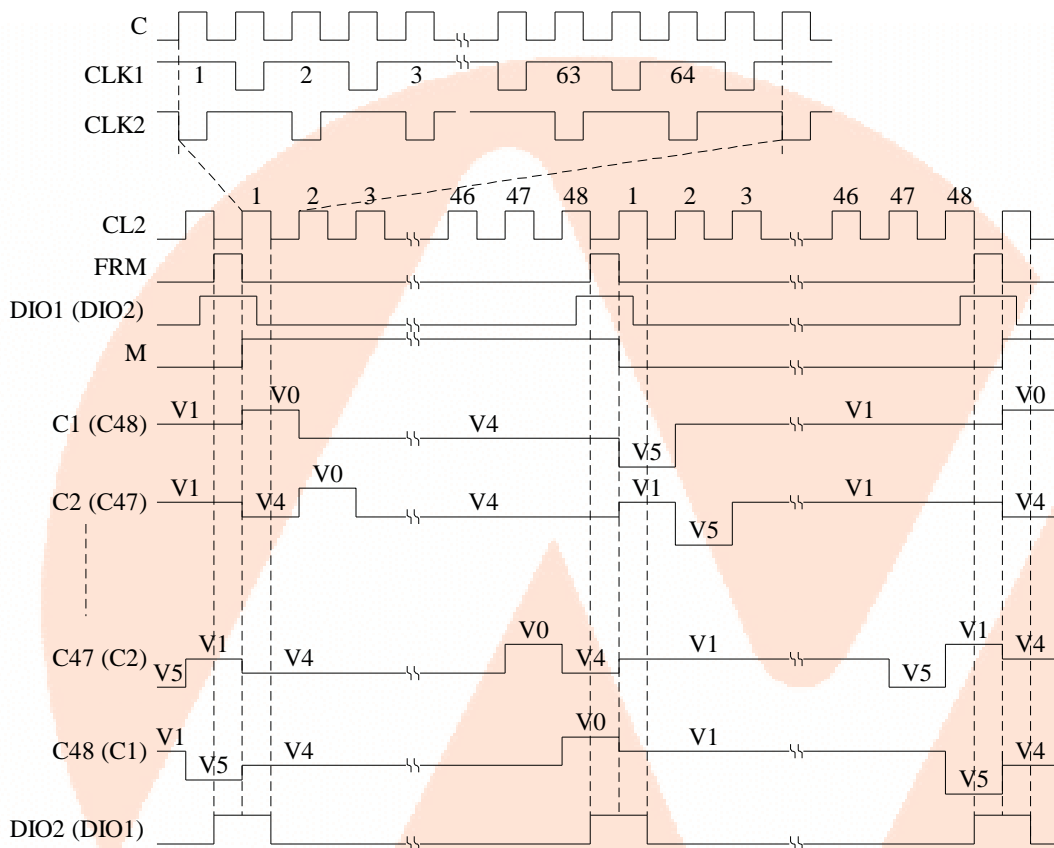 C
CLK1 1 2 3 63 64
CLK2
1 2 3 46 47 48 1 2 3 46 47 48
CL2
FRM
DIO1 (DIO2)
M
V1 V0 V1 V0
C1 (C48) V4
V5
V1 V0 V1 V1
C2 (C47) V4 V4 V4
V5
V1 V0 V1 V1
C47 (C2) V4 V4 V4
V5 V5
V1 V0
C48 (C1) V4 V1 V4
V5 V5
DIO2 (DIO1)